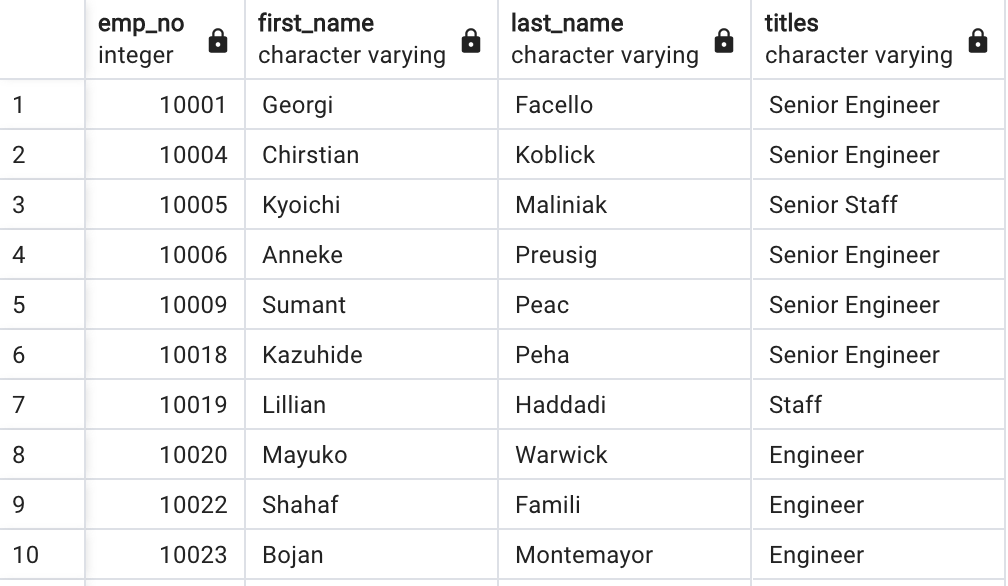 emp_no first_name last_name titles
integer character varying character varying character varying
1 10001 Georgi Facello Senior Engineer
2 10004 Chirstian Koblick Senior Engineer
3 10005 Kyoichi Maliniak Senior Staff
4 10006 Anneke Preusig Senior Engineer
5 10009 Sumant Peac Senior Engineer
6 10018 Kazuhide Peha Senior Engineer
7 10019 Lillian Haddadi Staff
8 10020 Mayuko Warwick Engineer
9 10022 Shahaf Famili Engineer
10 10023 Bojan Montemayor Engineer